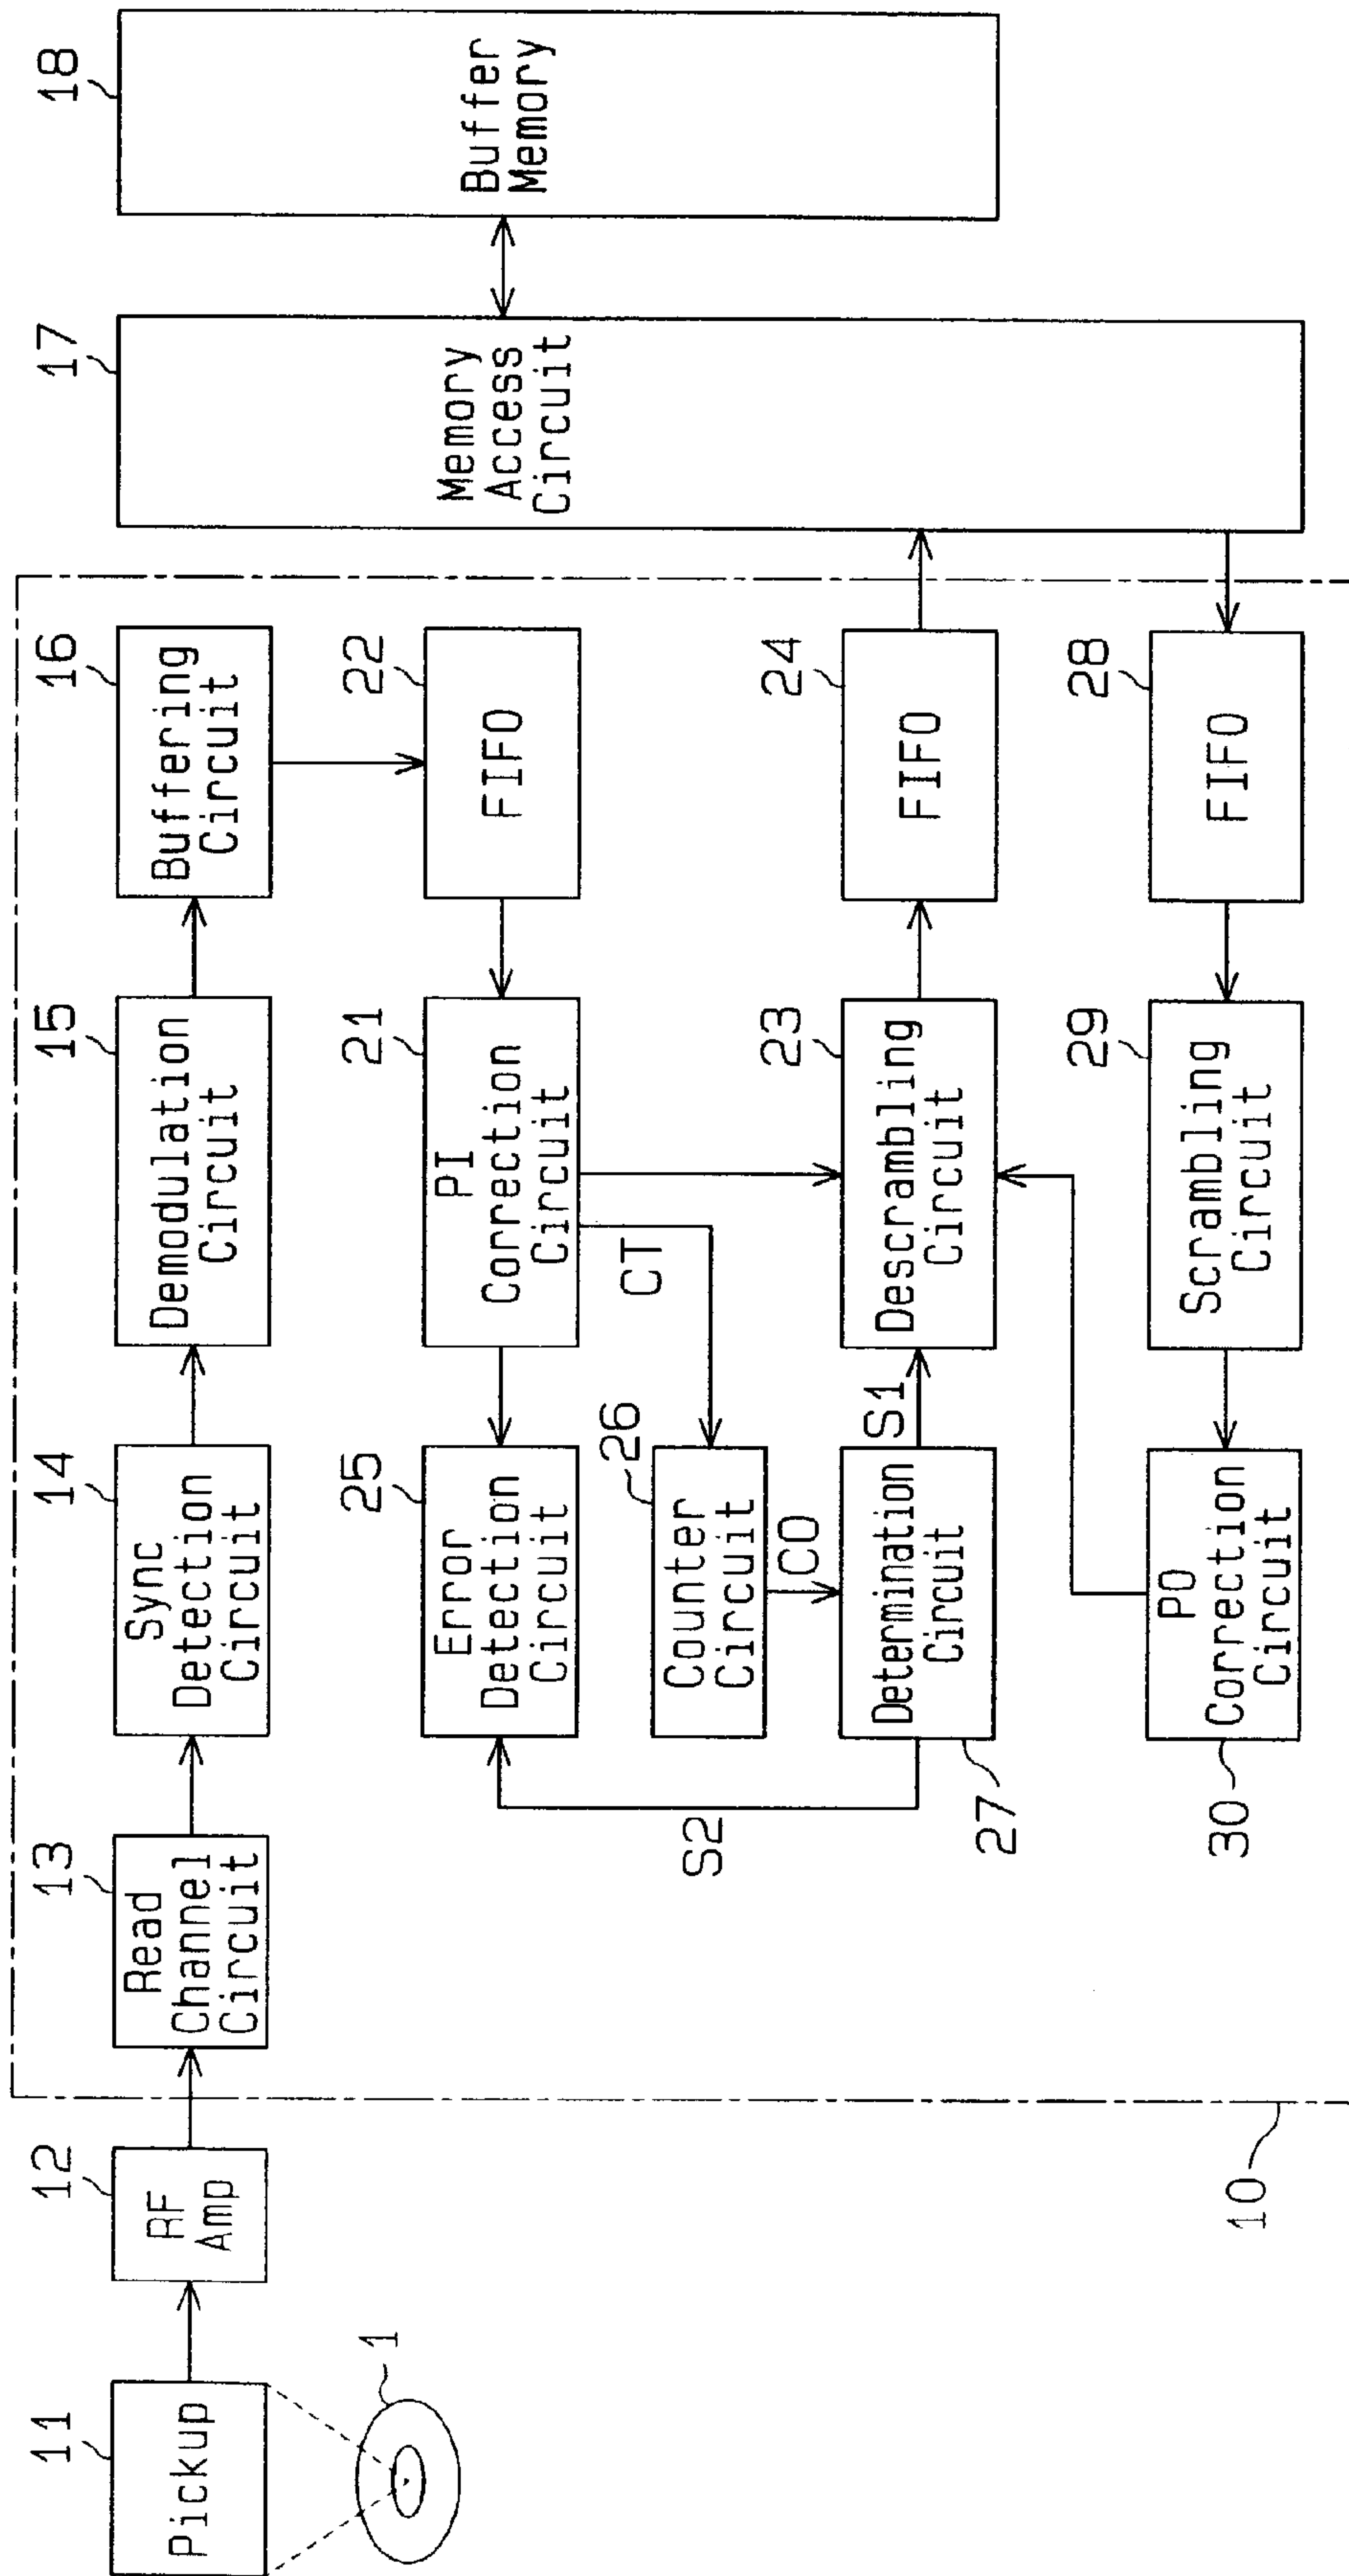 11
Pickup
1
12
RF
Amp
13
Read
Channel
Circuit
14
Sync
Detection
Circuit
15
Demodulation
Circuit
16
Buffering
Circuit
17
Memory
Access
Circuit
18
Buffer
Memory
25
Error
Detection
Circuit
21
PI
Correction
Circuit
22
FIFO
CT
26
Counter
Circuit
CO
S2
Determination
Circuit
27
S1
23
Descrambling
Circuit
24
FIFO
PO
Correction
Circuit
30
29
Scrambling
Circuit
28
FIFO
10